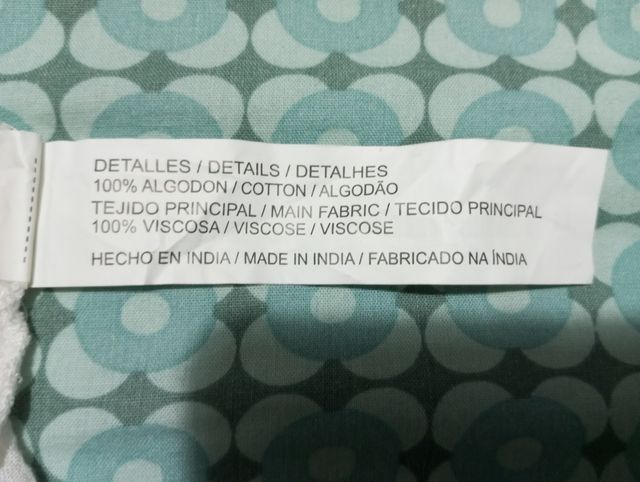 DETALLES / DETAILS / DETALHES
100% ALGODON / COTTON / ALGODÃO
TEJIDO PRINCIPAL / MAIN FABRIC / TECIDO PRINCIPAL
100% VISCOSA / VISCOSE / VISCOSE
HECHO EN INDIA / MADE IN INDIA / FABRICADO NA ÍNDIA